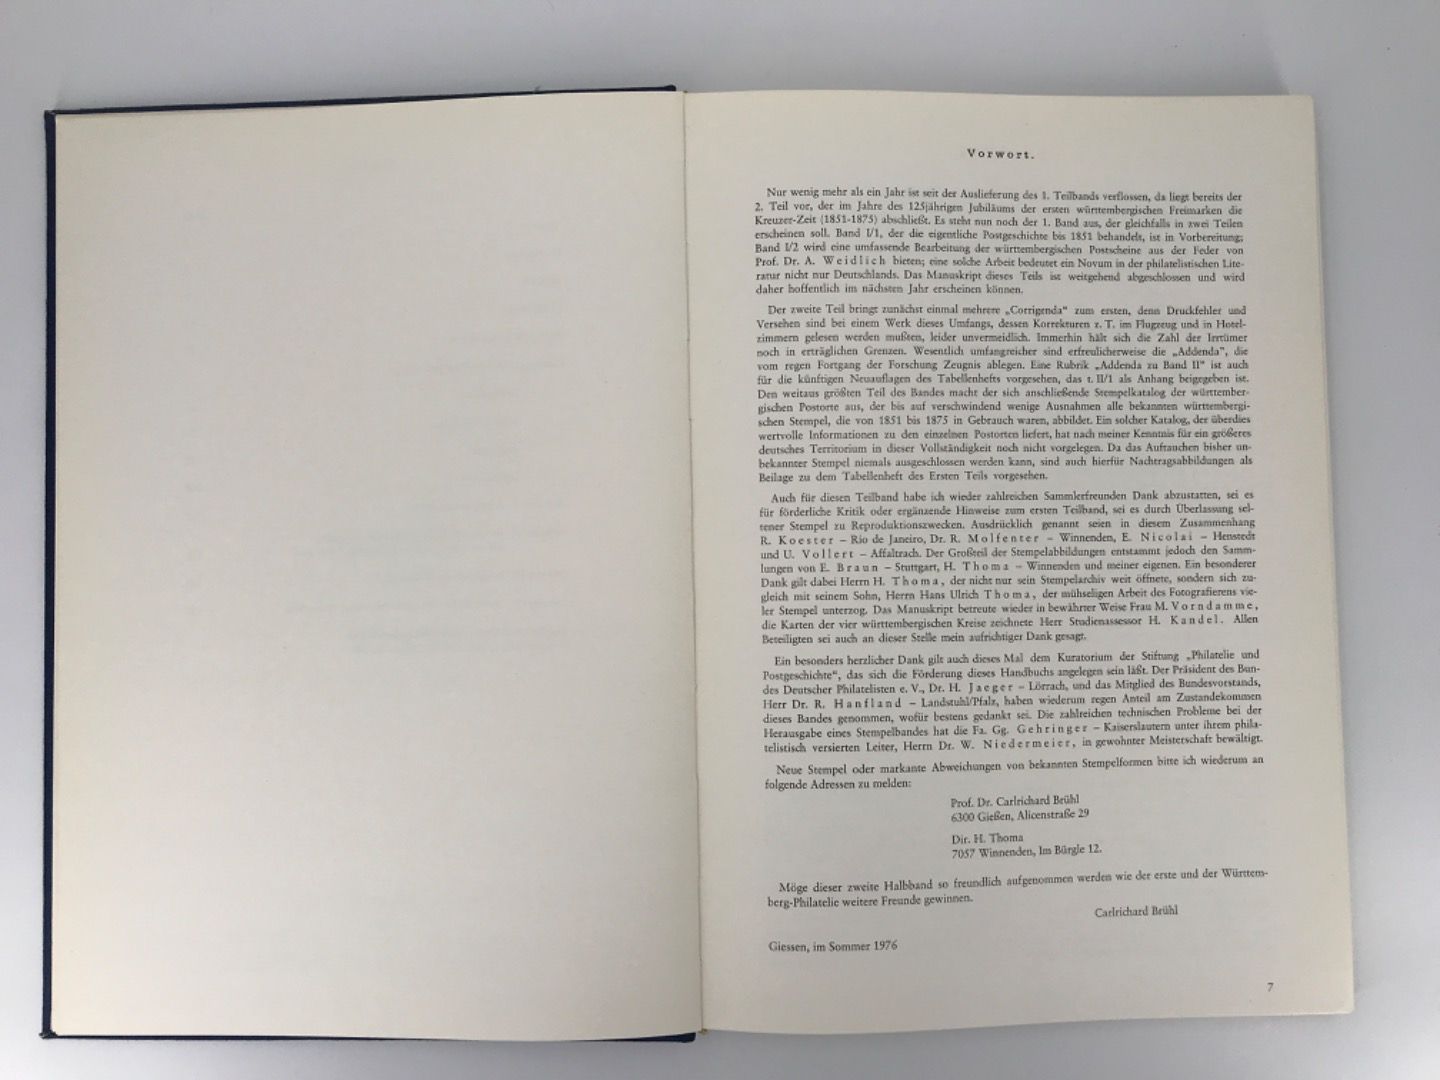 Vorwort.
Nur wenig mehr als ein Jahr ist seit der Auslieferung des 1. Teilbands verflossen, da liegt bereits der
2. Teil vor, der im Jahre des 125jährigen Jubiläums der ersten württembergischen Freimarken die
Kreuzer-Zeit (1851-1875) abschließt. Es steht nun noch der 1. Band aus, der gleichfalls in zwei Teilen
erscheinen soll. Band I/1, der die eigentliche Postgeschichte bis 1851 behandelt, ist in Vorbereitung;
Band I/2 wird eine umfassende Bearbeitung der württembergischen Postscheine aus der Feder von
Prof. Dr. A. Weidlich bieten; eine solche Arbeit bedeutet ein Novum in der philatelistischen Lite-
ratur nicht nur Deutschlands. Das Manuskript dieses Teils ist weitgehend abgeschlossen und wird
daher hoffentlich im nächsten Jahr erscheinen können.
Der zweite Teil bringt zunächst einmal mehrere „Corrigenda“ zum ersten, denn Druckfehler und
Versehen sind bei einem Werk dieses Umfangs, dessen Korrekturen z. T. im Flugzeug und in Hotel-
zimmern gelesen werden mußten, leider unvermeidlich. Immerhin hält sich die Zahl der Irrtümer
noch in erträglichen Grenzen. Wesentlich umfangreicher sind erfreulicherweise die „Addenda“, die
vom regen Fortgang der Forschung Zeugnis ablegen. Eine Rubrik „Addenda zu Band II“ ist auch
für die künftigen Neuauflagen des Tabellenhefts vorgesehen, das t. II/1 als Anhang beigegeben ist.
Den weitaus größten Teil des Bandes macht der sich anschließende Stempelkatalog der württember-
gischen Postorte aus, der bis auf verschwindend wenige Ausnahmen alle bekannten württembergi-
schen Stempel, die von 1851 bis 1875 in Gebrauch waren, abbildet. Ein solcher Katalog, der überdies
wertvolle Informationen zu den einzelnen Postorten liefert, hat nach meiner Kenntnis für ein größeres
deutsches Territorium in dieser Vollständigkeit noch nicht vorgelegen. Da das Auftauchen bisher un-
bekannter Stempel niemals ausgeschlossen werden kann, sind auch hierfür Nachtragsabbildungen als
Beilage zu dem Tabellenheft des Ersten Teils vorgesehen.
Auch für diesen Teilband habe ich wieder zahlreichen Sammlerfreunden Dank abzustatten, sei es
für förderliche Kritik oder ergänzende Hinweise zum ersten Teilband, sei es durch Überlassung sel-
tener Stempel zu Reproduktionszwecken. Ausdrücklich genannt seien in diesem Zusammenhang
R. Koester – Rio de Janeiro, Dr. R. Molfenter – Winnenden, E. Nicolai – Henstedt
und U. Vollert – Affaltrach. Der Großteil der Stempelabbildungen entstammt jedoch den Samm-
lungen von E. Braun – Stuttgart, H. Thoma – Winnenden und meiner eigenen. Ein besonderer
Dank gilt dabei Herrn H. Thoma, der nicht nur sein Stempelarchiv weit öffnete, sondern sich zu-
gleich mit seinem Sohn, Herrn Hans Ulrich Thoma, der mühseligen Arbeit des Fotografierens vie-
ler Stempel unterzog. Das Manuskript betreute wieder in bewährter Weise Frau M. Vorndamme,
die Karten der vier württembergischen Kreise zeichnete Herr Studienassessor H. Kandel. Allen
Beteiligten sei auch an dieser Stelle mein aufrichtiger Dank gesagt.
Ein besonders herzlicher Dank gilt auch dieses Mal dem Kuratorium der Stiftung „Philatelie und
Postgeschichte“, das sich die Förderung dieses Handbuchs angelegen sein läßt. Der Präsident des Bun-
des Deutscher Philatelisten e. V., Dr. H. Jaeger – Lörrach, und das Mitglied des Bundesvorstands,
Herr Dr. R. Hanfland – Landstuhl/Pfalz, haben wiederum regen Anteil am Zustandekommen
dieses Bandes genommen, wofür bestens gedankt sei. Die zahlreichen technischen Probleme bei der
Herausgabe eines Stempelbandes hat die Fa. Gg. Gehringer – Kaiserslautern unter ihrem phila-
telistisch versierten Leiter, Herrn Dr. W. Niedermeier, in gewohnter Meisterschaft bewältigt.
Neue Stempel oder markante Abweichungen von bekannten Stempelformen bitte ich wiederum an
folgende Adressen zu melden:
Prof. Dr. Carlrichard Brühl
6300 Gießen, Alicenstraße 29
Dir. H. Thoma
7057 Winnenden, Im Bürgle 12.
Möge dieser zweite Halbband so freundlich aufgenommen werden wie der erste und der Württem-
berg-Philatelie weitere Freunde gewinnen.
Carlrichard Brühl
Giessen, im Sommer 1976
7